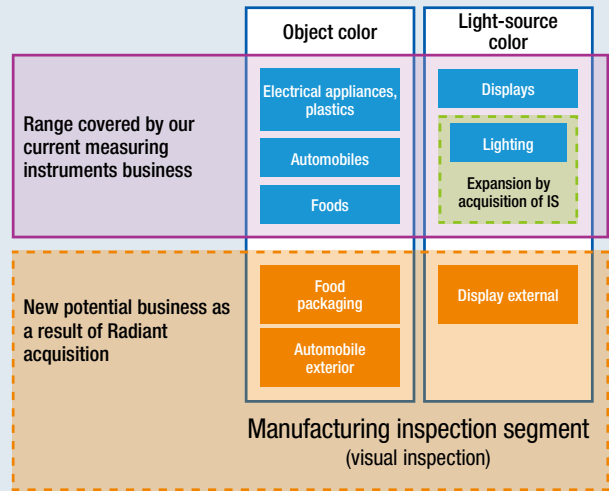 Object color
Light-source
color
Range covered by our
current measuring
instruments business
Electrical appliances,
plastics
Automobiles
Foods
Displays
Lighting
Expansion by
acquisition of IS
New potential business as
a result of Radiant
acquisition
Food
packaging
Automobile
exterior
Display external
Manufacturing inspection segment
(visual inspection)